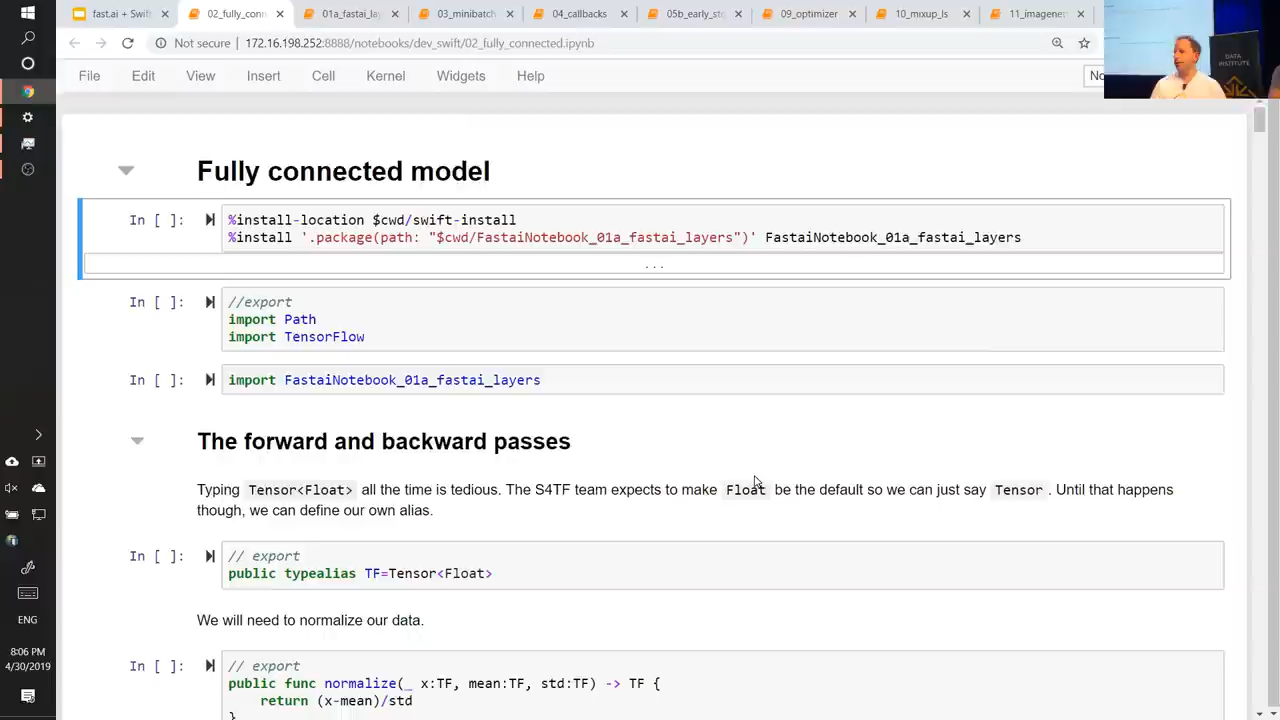 fast.ai • Swift
02_fully_conn
01a_fastai_lay
03_minibatch
04_callbacks
05b_early_sto
09_optimizer
10_mixup_ls
11_imagenet
Not secure | 172.16.198.252:8888/notebooks/dev_swift/02_fully_connected.ipynb
File Edit View Insert Cell Kernel Widgets Help
No
DATA
INSTITUTE
Fully connected model
In [ ]:
%install-location $cwd/swift-install
%install '.package(path: "$cwd/FastaiNotebook_01a_fastai_layers")' FastaiNotebook_01a_fastai_layers
...
In [ ]:
//export
import Path
import TensorFlow
In [ ]:
import FastaiNotebook_01a_fastai_layers
The forward and backward passes
Typing Tensor<Float> all the time is tedious. The S4TF team expects to make Float be the default so we can just say Tensor . Until that happens
though, we can define our own alias.
In [ ]:
// export
public typealias TF=Tensor<Float>
We will need to normalize our data.
In [ ]:
// export
public func normalize(_ x:TF, mean:TF, std:TF) -> TF {
return (x-mean)/std
}
ENG
8:06 PM
4/30/2019